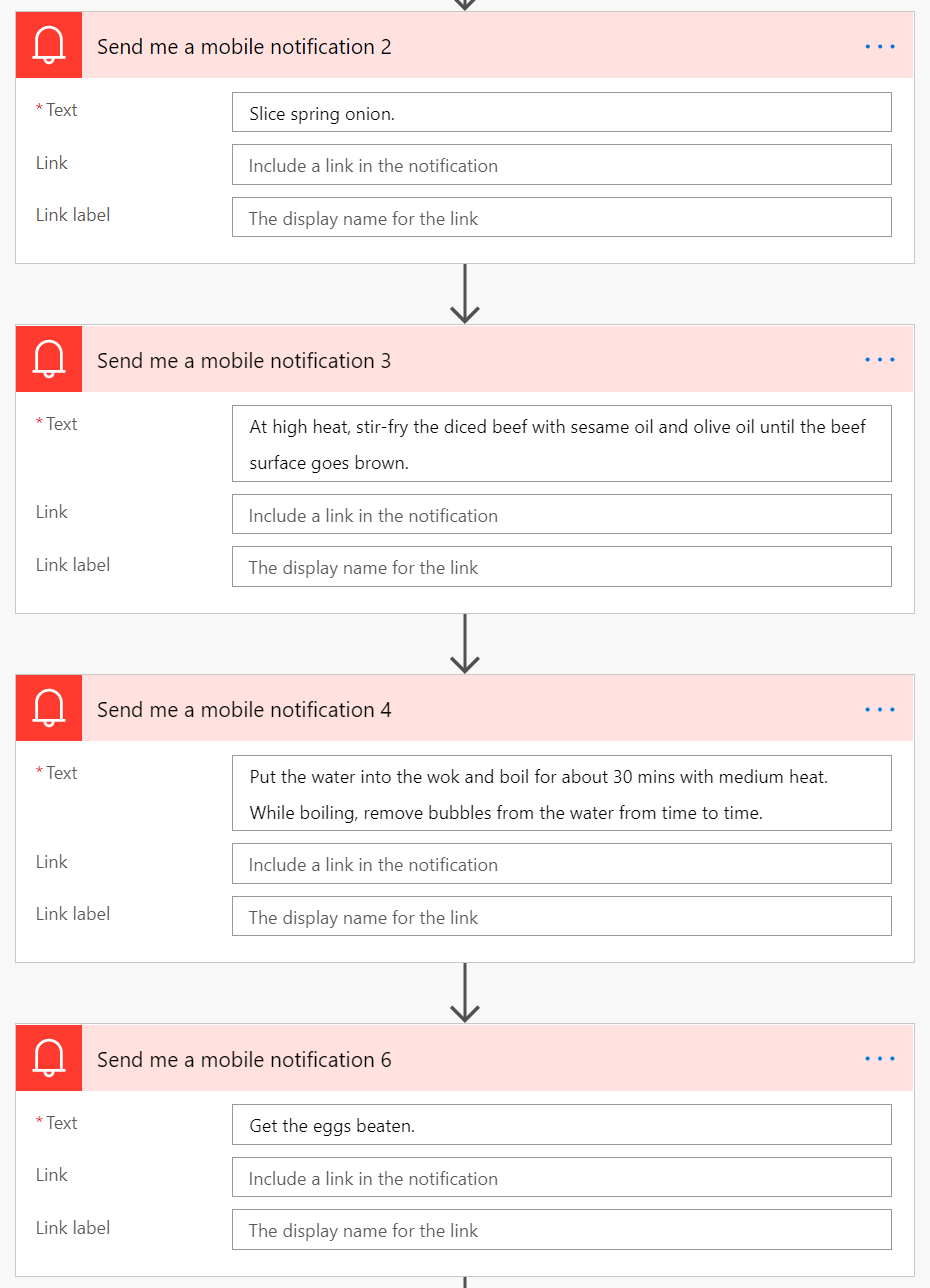 Send me a mobile notification 2
* Text
Slice spring onion.
Link
Include a link in the notification
Link label
The display name for the link
Send me a mobile notification 3
* Text
At high heat, stir-fry the diced beef with sesame oil and olive oil until the beef
surface goes brown.
Link
Include a link in the notification
Link label
The display name for the link
Send me a mobile notification 4
* Text
Put the water into the wok and boil for about 30 mins with medium heat.
While boiling, remove bubbles from the water from time to time.
Link
Include a link in the notification
Link label
The display name for the link
Send me a mobile notification 6
* Text
Get the eggs beaten.
Link
Include a link in the notification
Link label
The display name for the link